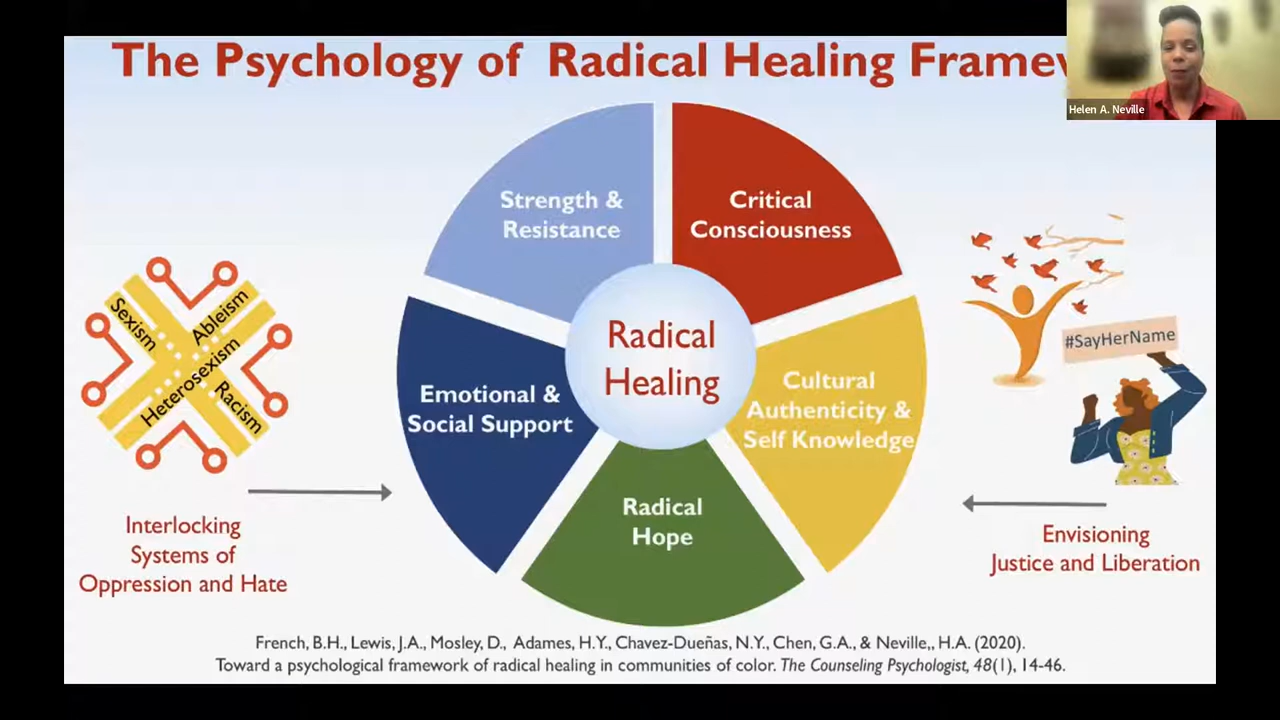 The Psychology of Radical Healing
Helen A. Neville
Strength &
Resistance
Critical
Consciousness
Sexism
Ableism
Heterosexism
Racism
Radical
Healing
#SayHerName
Emotional &
Social Support
Cultural
Authenticity &
Self Knowledge
Radical
Hope
Interlocking
Systems of
Oppression and Hate
Envisioning
Justice and Liberation
French, B.H., Lewis, J.A., Mosley, D., Adames, H.Y., Chavez-Dueñas, N.Y., Chen, G.A., & Neville,, H.A. (2020).
Toward a psychological framework of radical healing in communities of color. The Counseling Psychologist, 48(1), 14-46.